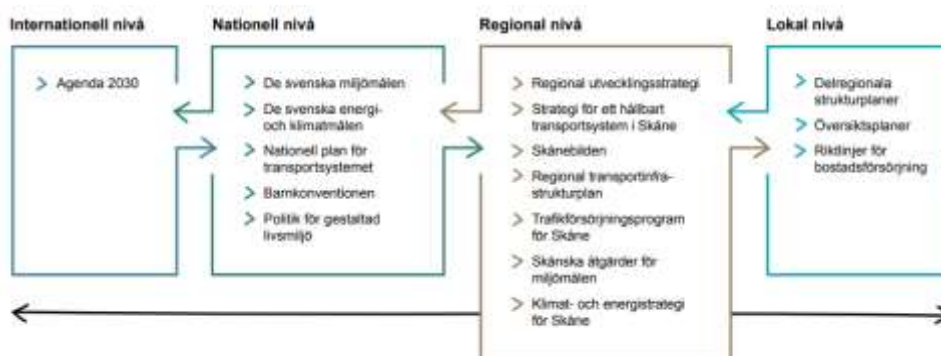 Internationell nivå
Agenda 2030
Nationell nivå
De svenska miljömålen
De svenska energi-
och klimatmålen
Nationell plan för
transportsystemet
Barnkonventionen
Politik för gestaltad
livsmiljö
Regional nivå
Regional utvecklingsstrategi
Strategi för ett hållbart
transportsystem i Skåne
Skånebilden
Regional transportinfra-
strukturplan
Trafikförsörjningsprogram
för Skåne
Skånska åtgärder för
miljömålen
Klimat- och energistrategi
för Skåne
Lokal nivå
Delregionala
strukturplaner
Översiktsplaner
Riktlinjer för
bostadsförsörjning